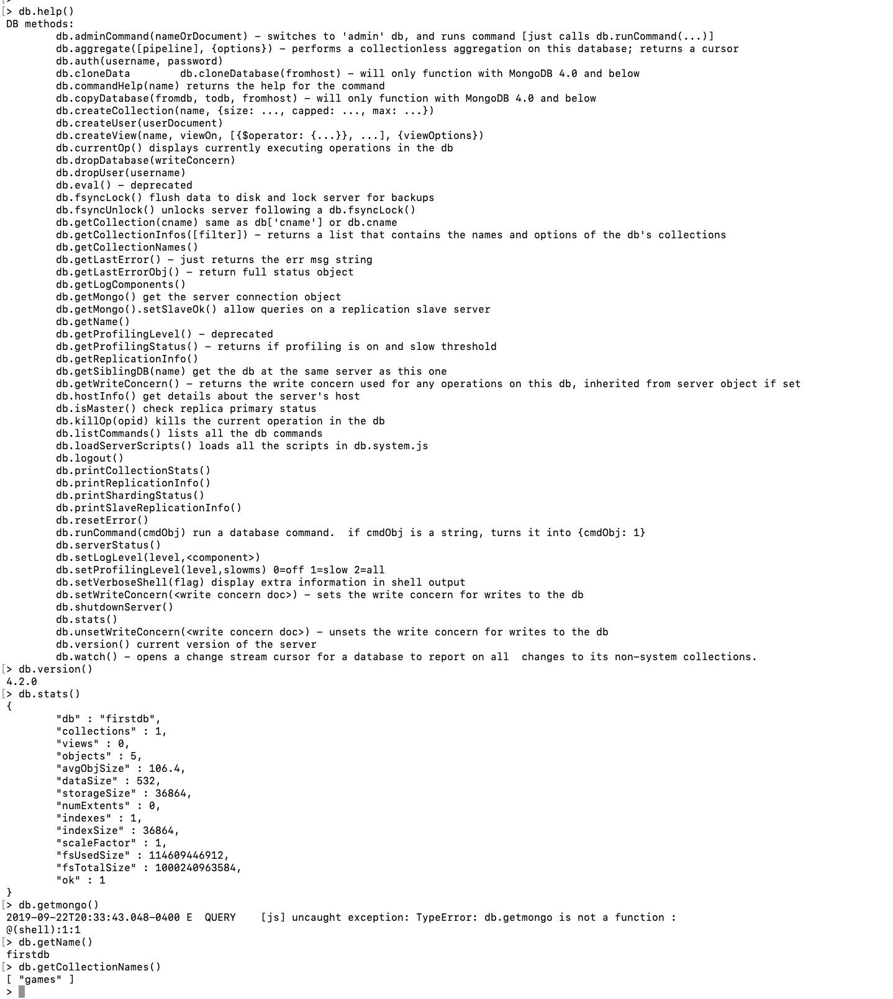 [> db.help()
DB methods:
        db.adminCommand(nameOrDocument) – switches to 'admin' db, and runs command [just calls db.runCommand(...)]
        db.aggregate([pipeline], {options}) – performs a collectionless aggregation on this database; returns a cursor
        db.auth(username, password)
        db.cloneData        db.cloneDatabase(fromhost) – will only function with MongoDB 4.0 and below
        db.commandHelp(name) returns the help for the command
        db.copyDatabase(fromdb, todb, fromhost) – will only function with MongoDB 4.0 and below
        db.createCollection(name, {size: ..., capped: ..., max: ...})
        db.createUser(userDocument)
        db.createView(name, viewOn, [{$operator: {...}}, ...], {viewOptions})
        db.currentOp() displays currently executing operations in the db
        db.dropDatabase(writeConcern)
        db.dropUser(username)
        db.eval() – deprecated
        db.fsyncLock() flush data to disk and lock server for backups
        db.fsyncUnlock() unlocks server following a db.fsyncLock()
        db.getCollection(cname) same as db['cname'] or db.cname
        db.getCollectionInfos([filter]) – returns a list that contains the names and options of the db's collections
        db.getCollectionNames()
        db.getLastError() – just returns the err msg string
        db.getLastErrorObj() – return full status object
        db.getLogComponents()
        db.getMongo() get the server connection object
        db.getMongo().setSlaveOk() allow queries on a replication slave server
        db.getName()
        db.getProfilingLevel() – deprecated
        db.getProfilingStatus() – returns if profiling is on and slow threshold
        db.getReplicationInfo()
        db.getSiblingDB(name) get the db at the same server as this one
        db.getWriteConcern() – returns the write concern used for any operations on this db, inherited from server object if set
        db.hostInfo() get details about the server's host
        db.isMaster() check replica primary status
        db.killOp(opid) kills the current operation in the db
        db.listCommands() lists all the db commands
        db.loadServerScripts() loads all the scripts in db.system.js
        db.logout()
        db.printCollectionStats()
        db.printReplicationInfo()
        db.printShardingStatus()
        db.printSlaveReplicationInfo()
        db.resetError()
        db.runCommand(cmdObj) run a database command.  if cmdObj is a string, turns it into {cmdObj: 1}
        db.serverStatus()
        db.setLogLevel(level,<component>)
        db.setProfilingLevel(level,slowms) 0=off 1=slow 2=all
        db.setVerboseShell(flag) display extra information in shell output
        db.setWriteConcern(<write concern doc>) – sets the write concern for writes to the db
        db.shutdownServer()
        db.stats()
        db.unsetWriteConcern(<write concern doc>) – unsets the write concern for writes to the db
        db.version() current version of the server
        db.watch() – opens a change stream cursor for a database to report on all  changes to its non-system collections.
[> db.version()
4.2.0
[> db.stats()
{
        "db" : "firstdb",
        "collections" : 1,
        "views" : 0,
        "objects" : 5,
        "avgObjSize" : 106.4,
        "dataSize" : 532,
        "storageSize" : 36864,
        "numExtents" : 0,
        "indexes" : 1,
        "indexSize" : 36864,
        "scaleFactor" : 1,
        "fsUsedSize" : 114609446912,
        "fsTotalSize" : 1000240963584,
        "ok" : 1
}
[> db.getmongo()
2019-09-22T20:33:43.048-0400 E  QUERY    [js] uncaught exception: TypeError: db.getmongo is not a function :
@(shell):1:1
[> db.getName()
firstdb
[> db.getCollectionNames()
[ "games" ]
>